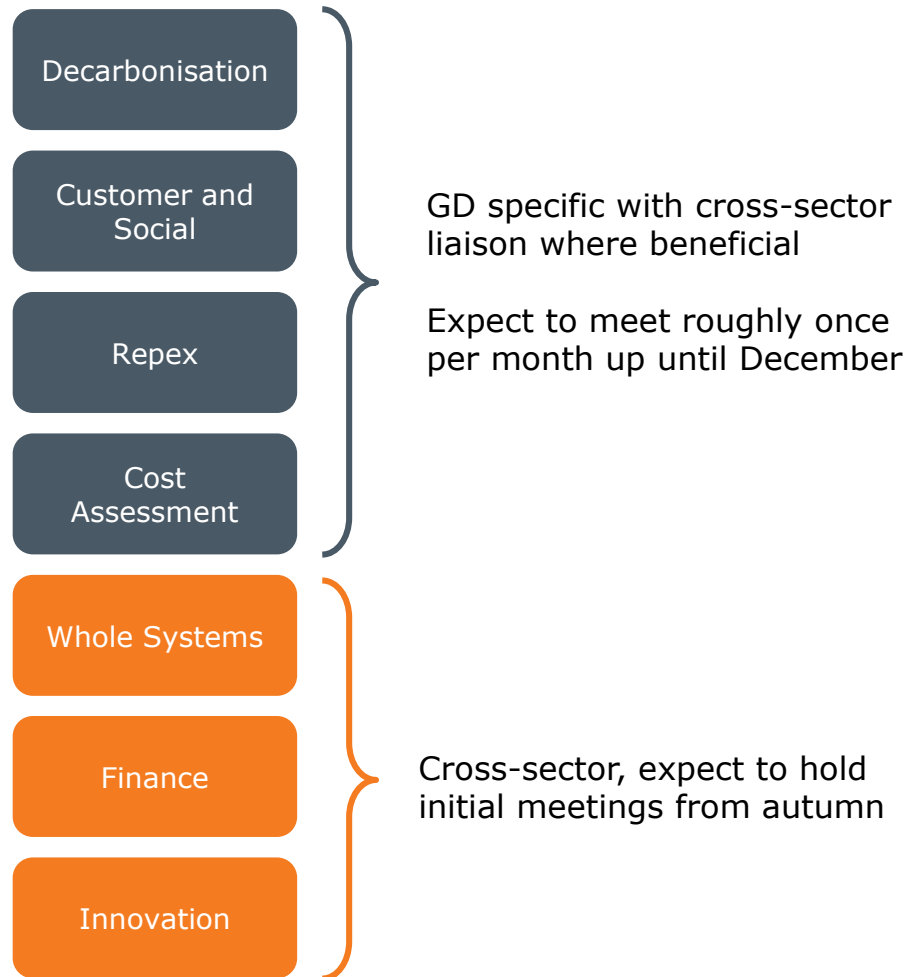 Decarbonisation
Customer and
Social
Repex
Cost
Assessment
GD specific with cross-sector
liaison where beneficial
Expect to meet roughly once
per month up until December
Whole Systems
Finance
Innovation
Cross-sector, expect to hold
initial meetings from autumn